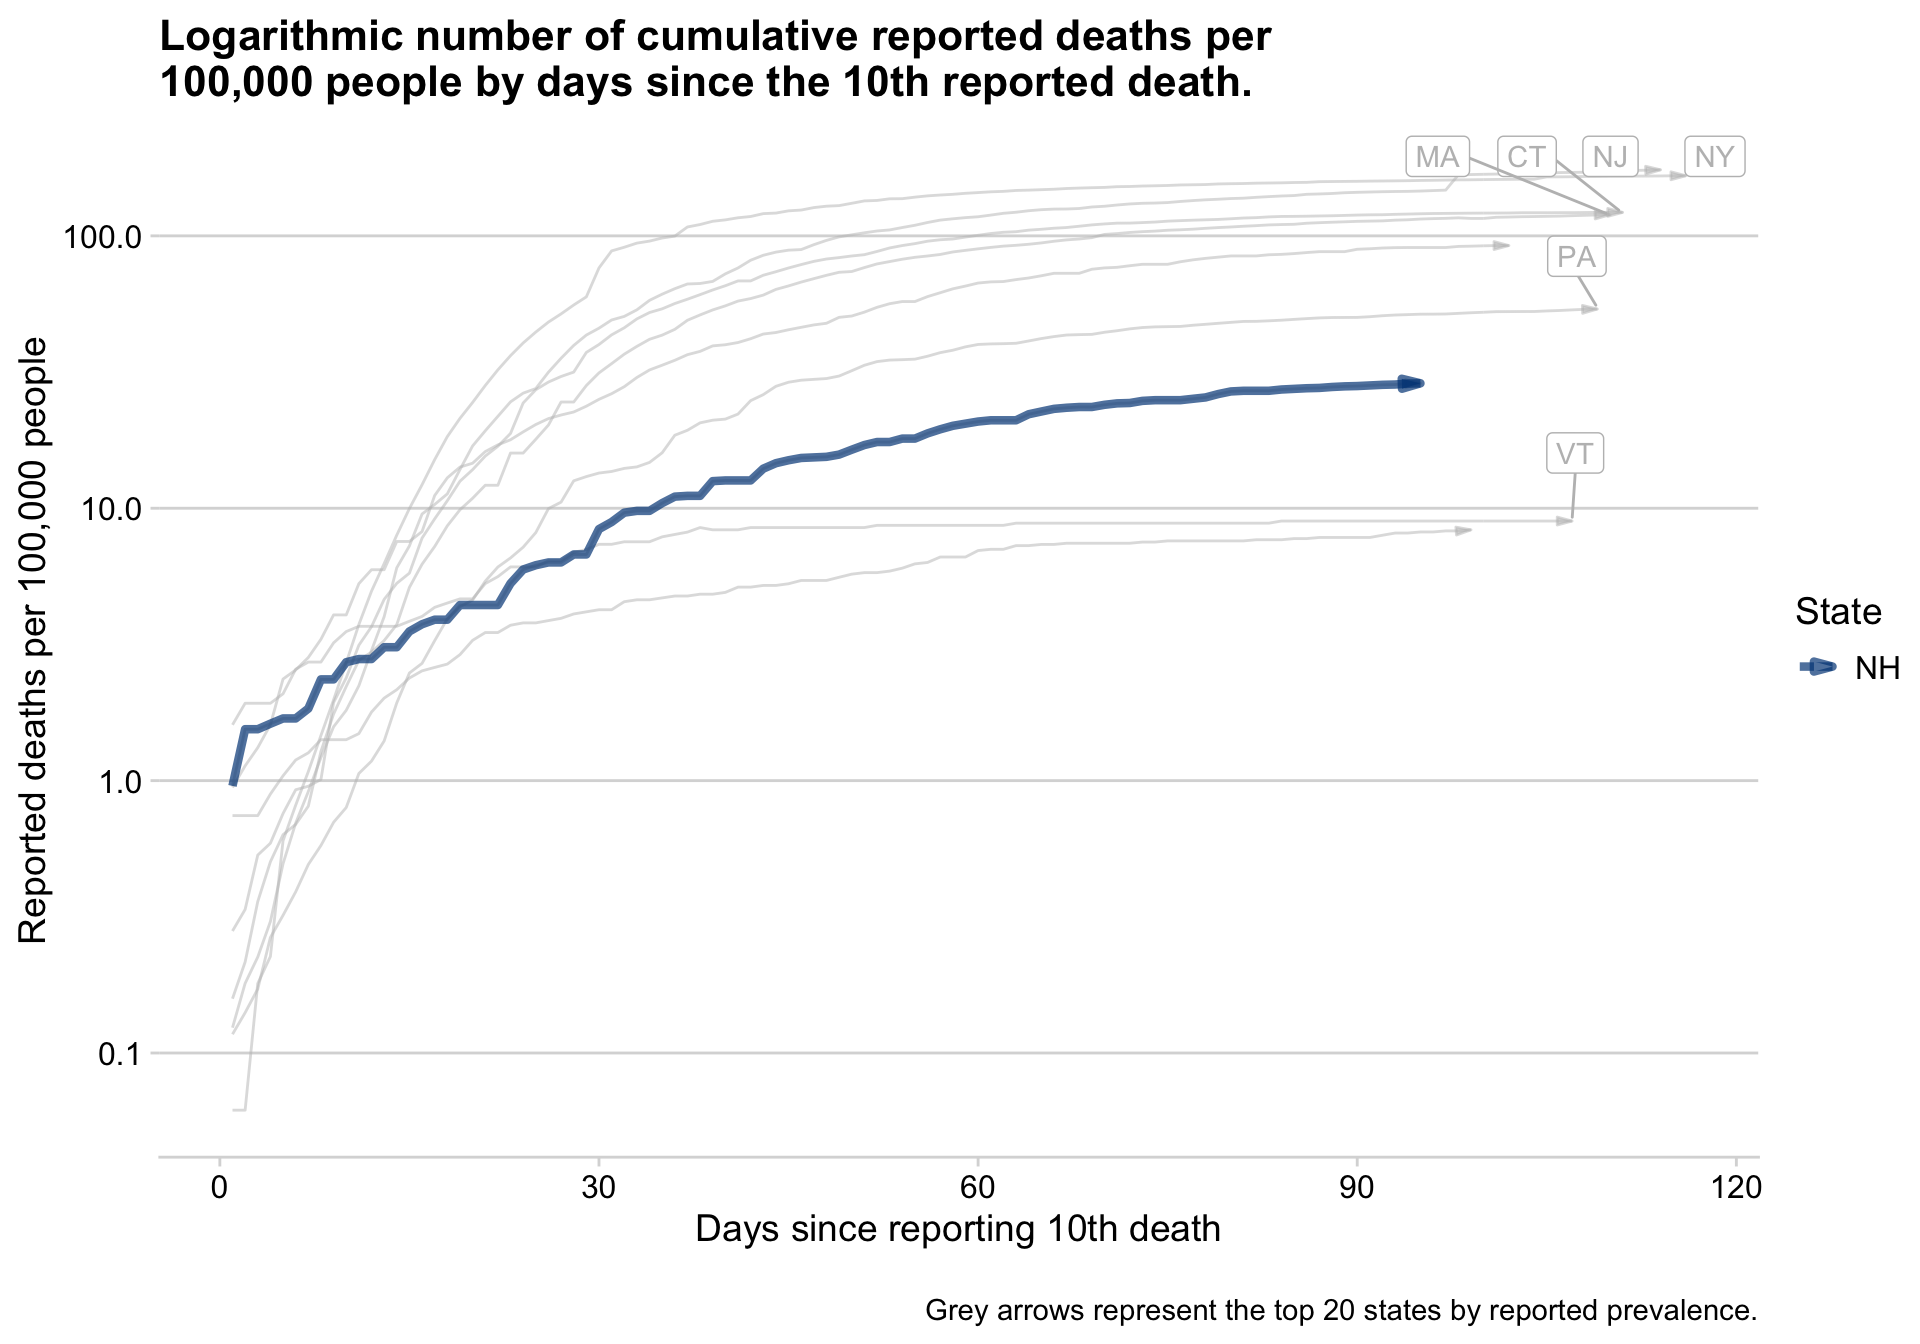 Logarithmic number of cumulative reported deaths per
100,000 people by days since the 10th reported death.
MA
CT
NJ
NY
100.0
PA
VT
10.0
1.0
0.1
Reported deaths per 100,000 people
State
NH
0
30
60
90
120
Days since reporting 10th death
Grey arrows represent the top 20 states by reported prevalence.